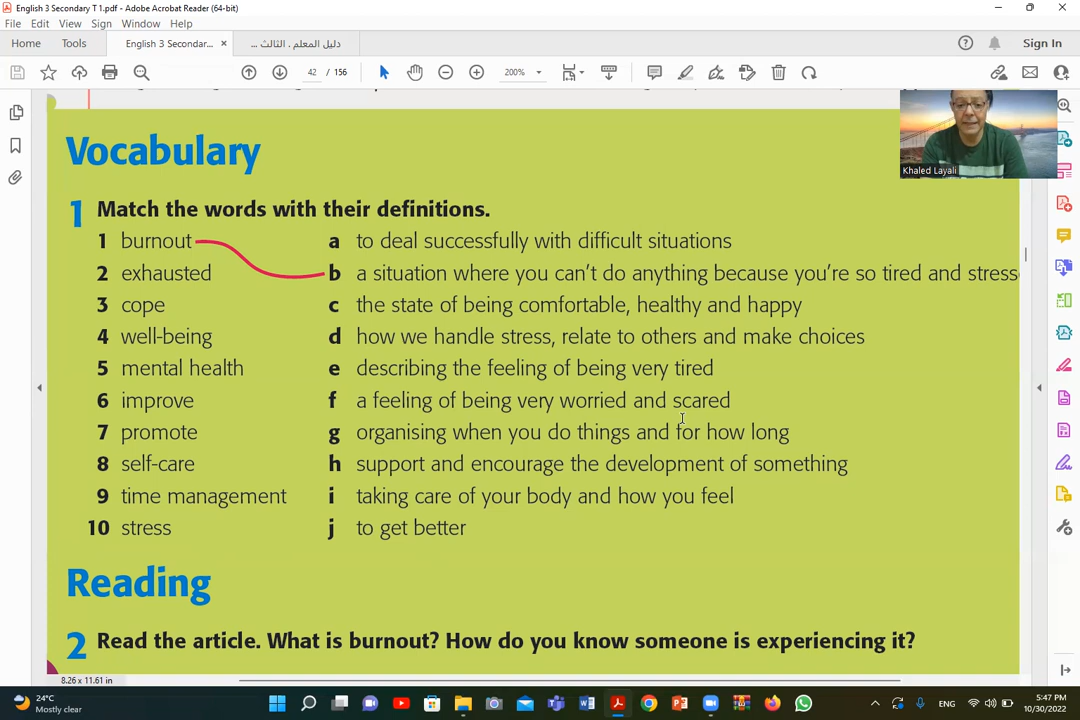 English 3 Secondary T 1.pdf - Adobe Acrobat Reader (64-bit)
File Edit View Sign Window Help
Home Tools English 3 Secondar... × دليل المعلم . الثالث ... Sign In
42 / 156 200%
Khaled Layali
Vocabulary
1 Match the words with their definitions.
1 burnout a to deal successfully with difficult situations
2 exhausted b a situation where you can't do anything because you're so tired and stress
3 cope c the state of being comfortable, healthy and happy
4 well-being d how we handle stress, relate to others and make choices
5 mental health e describing the feeling of being very tired
6 improve f a feeling of being very worried and scared
7 promote g organising when you do things and for how long
8 self-care h support and encourage the development of something
9 time management i taking care of your body and how you feel
10 stress j to get better
Reading
2 Read the article. What is burnout? How do you know someone is experiencing it?
8.26 x 11.61 in
24°C
Mostly clear
ENG
5:47 PM
10/30/2022